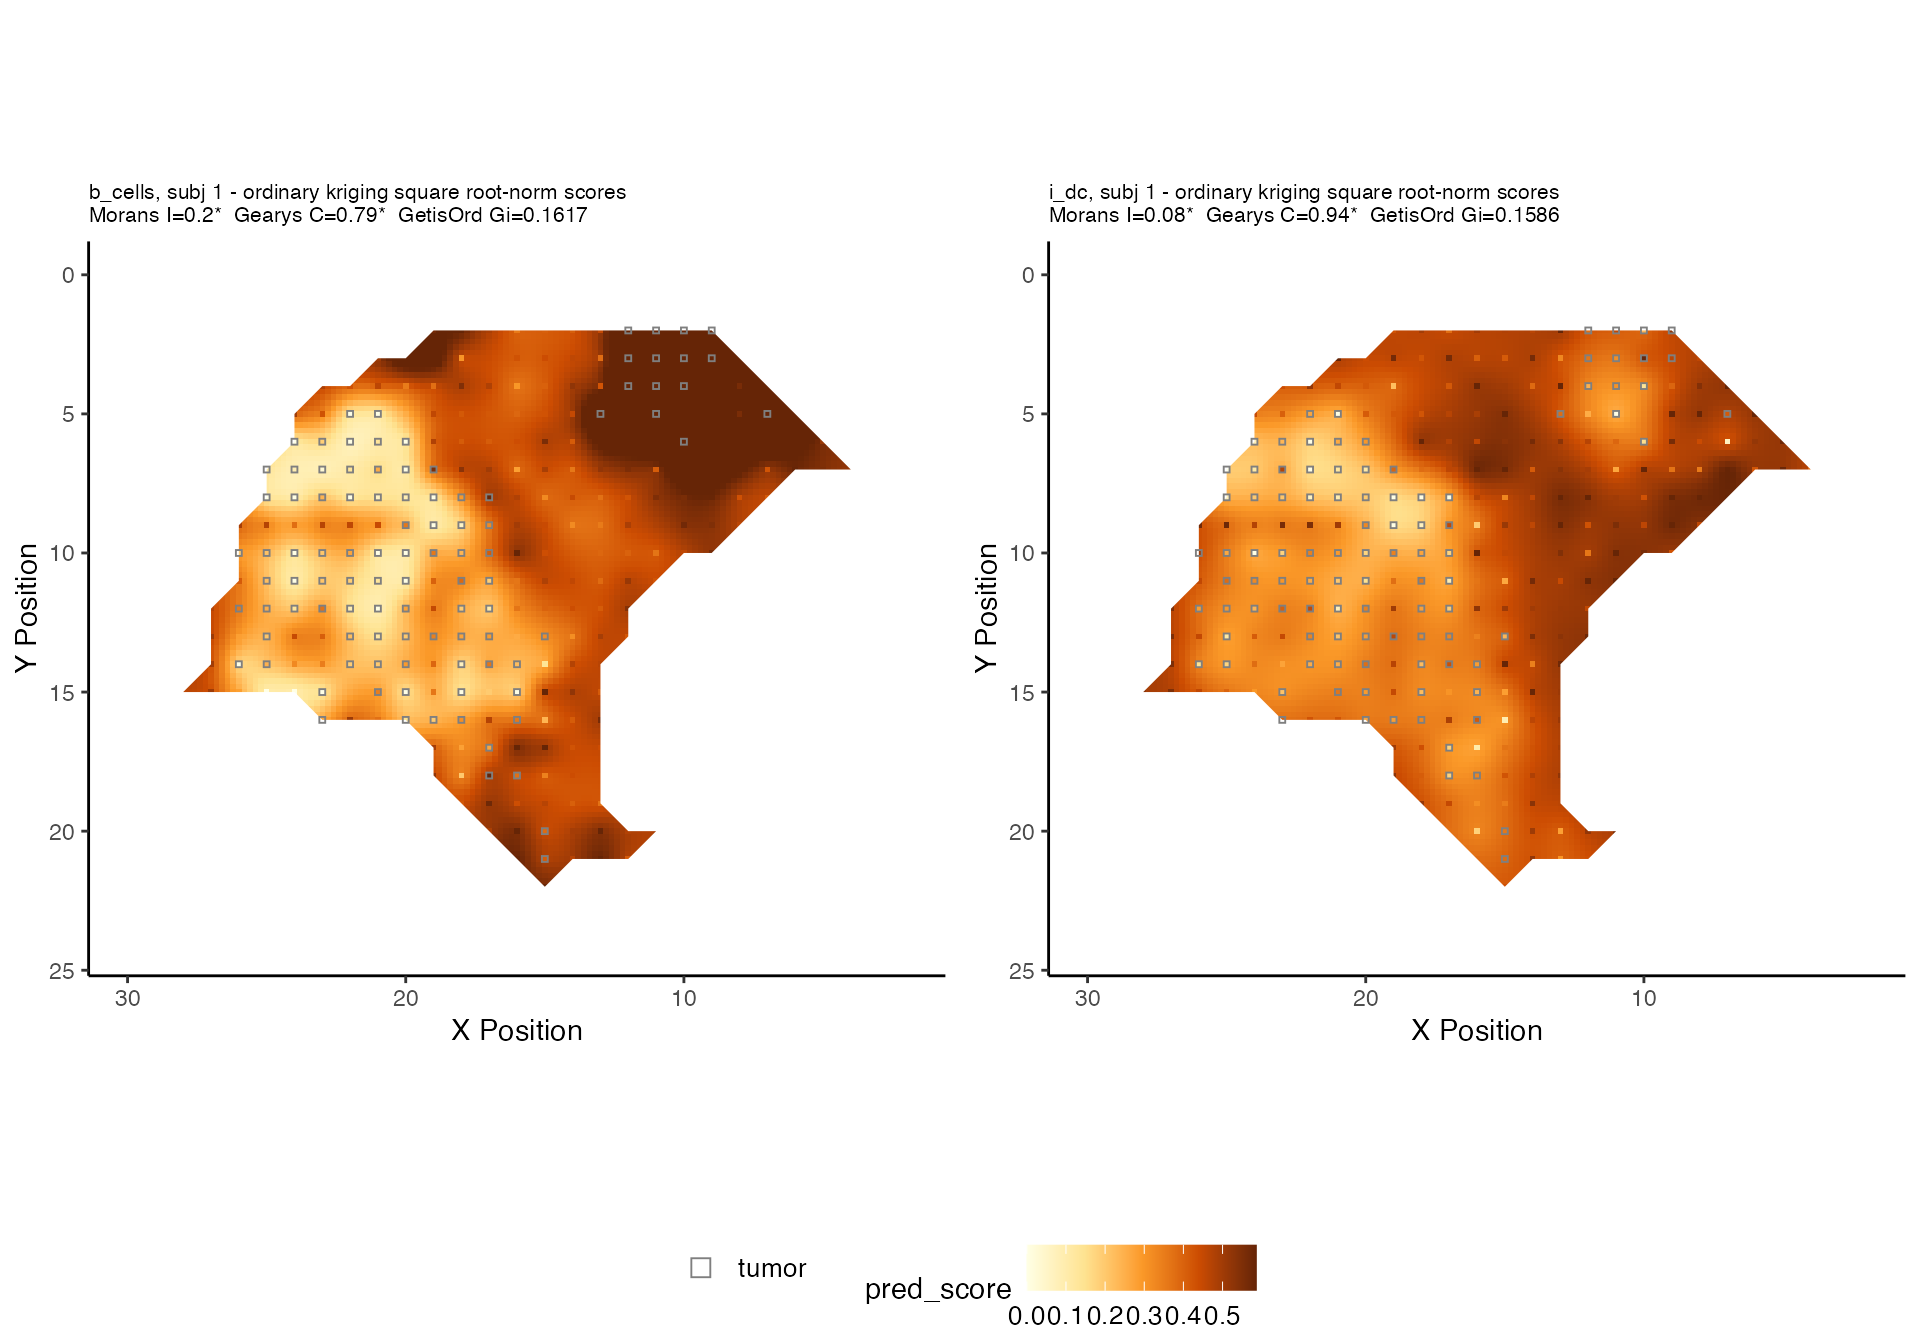 b_cells, subj 1 - ordinary kriging square root-norm scores
Morans I=0.2*  Gearys C=0.79*  GetisOrd Gi=0.1617
0
5
10
15
20
25
Y Position
30
20
10
X Position
i_dc, subj 1 - ordinary kriging square root-norm scores
Morans I=0.08*  Gearys C=0.94*  GetisOrd Gi=0.1586
0
5
10
15
20
25
Y Position
30
20
10
X Position
tumor
pred_score
0.00.10.20.30.40.5